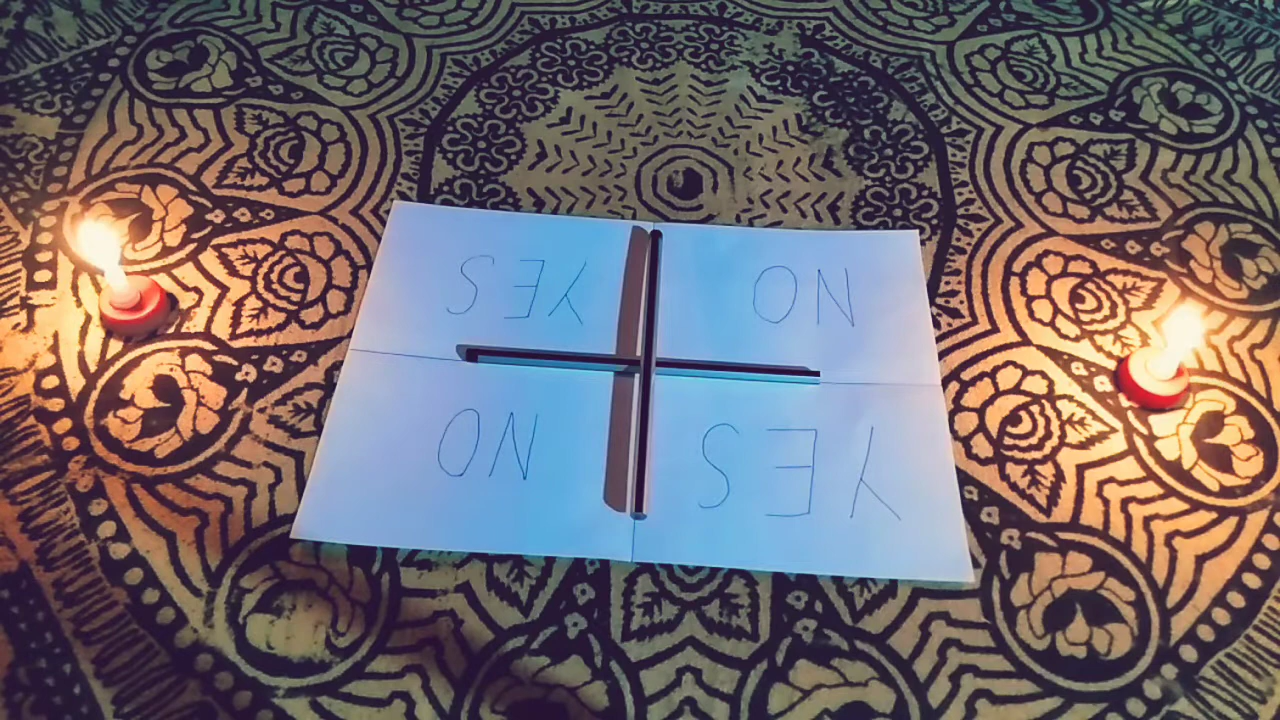 YES NO
NO YES